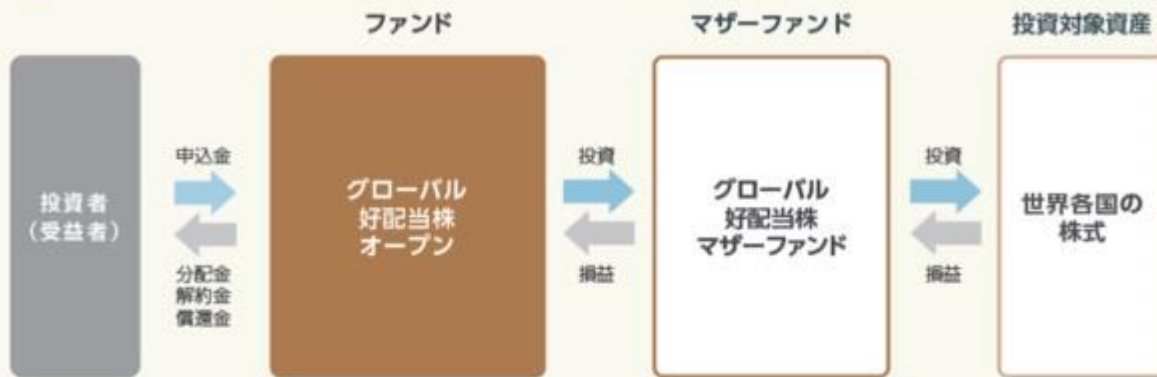 ファンド
マザーファンド
投資対象資産
投資者
（受益者）
申込金
分配金
解約金
償還金
グローバル
好配当株
オープン
投資
損益
グローバル
好配当株
マザーファンド
投資
損益
世界各国の
株式